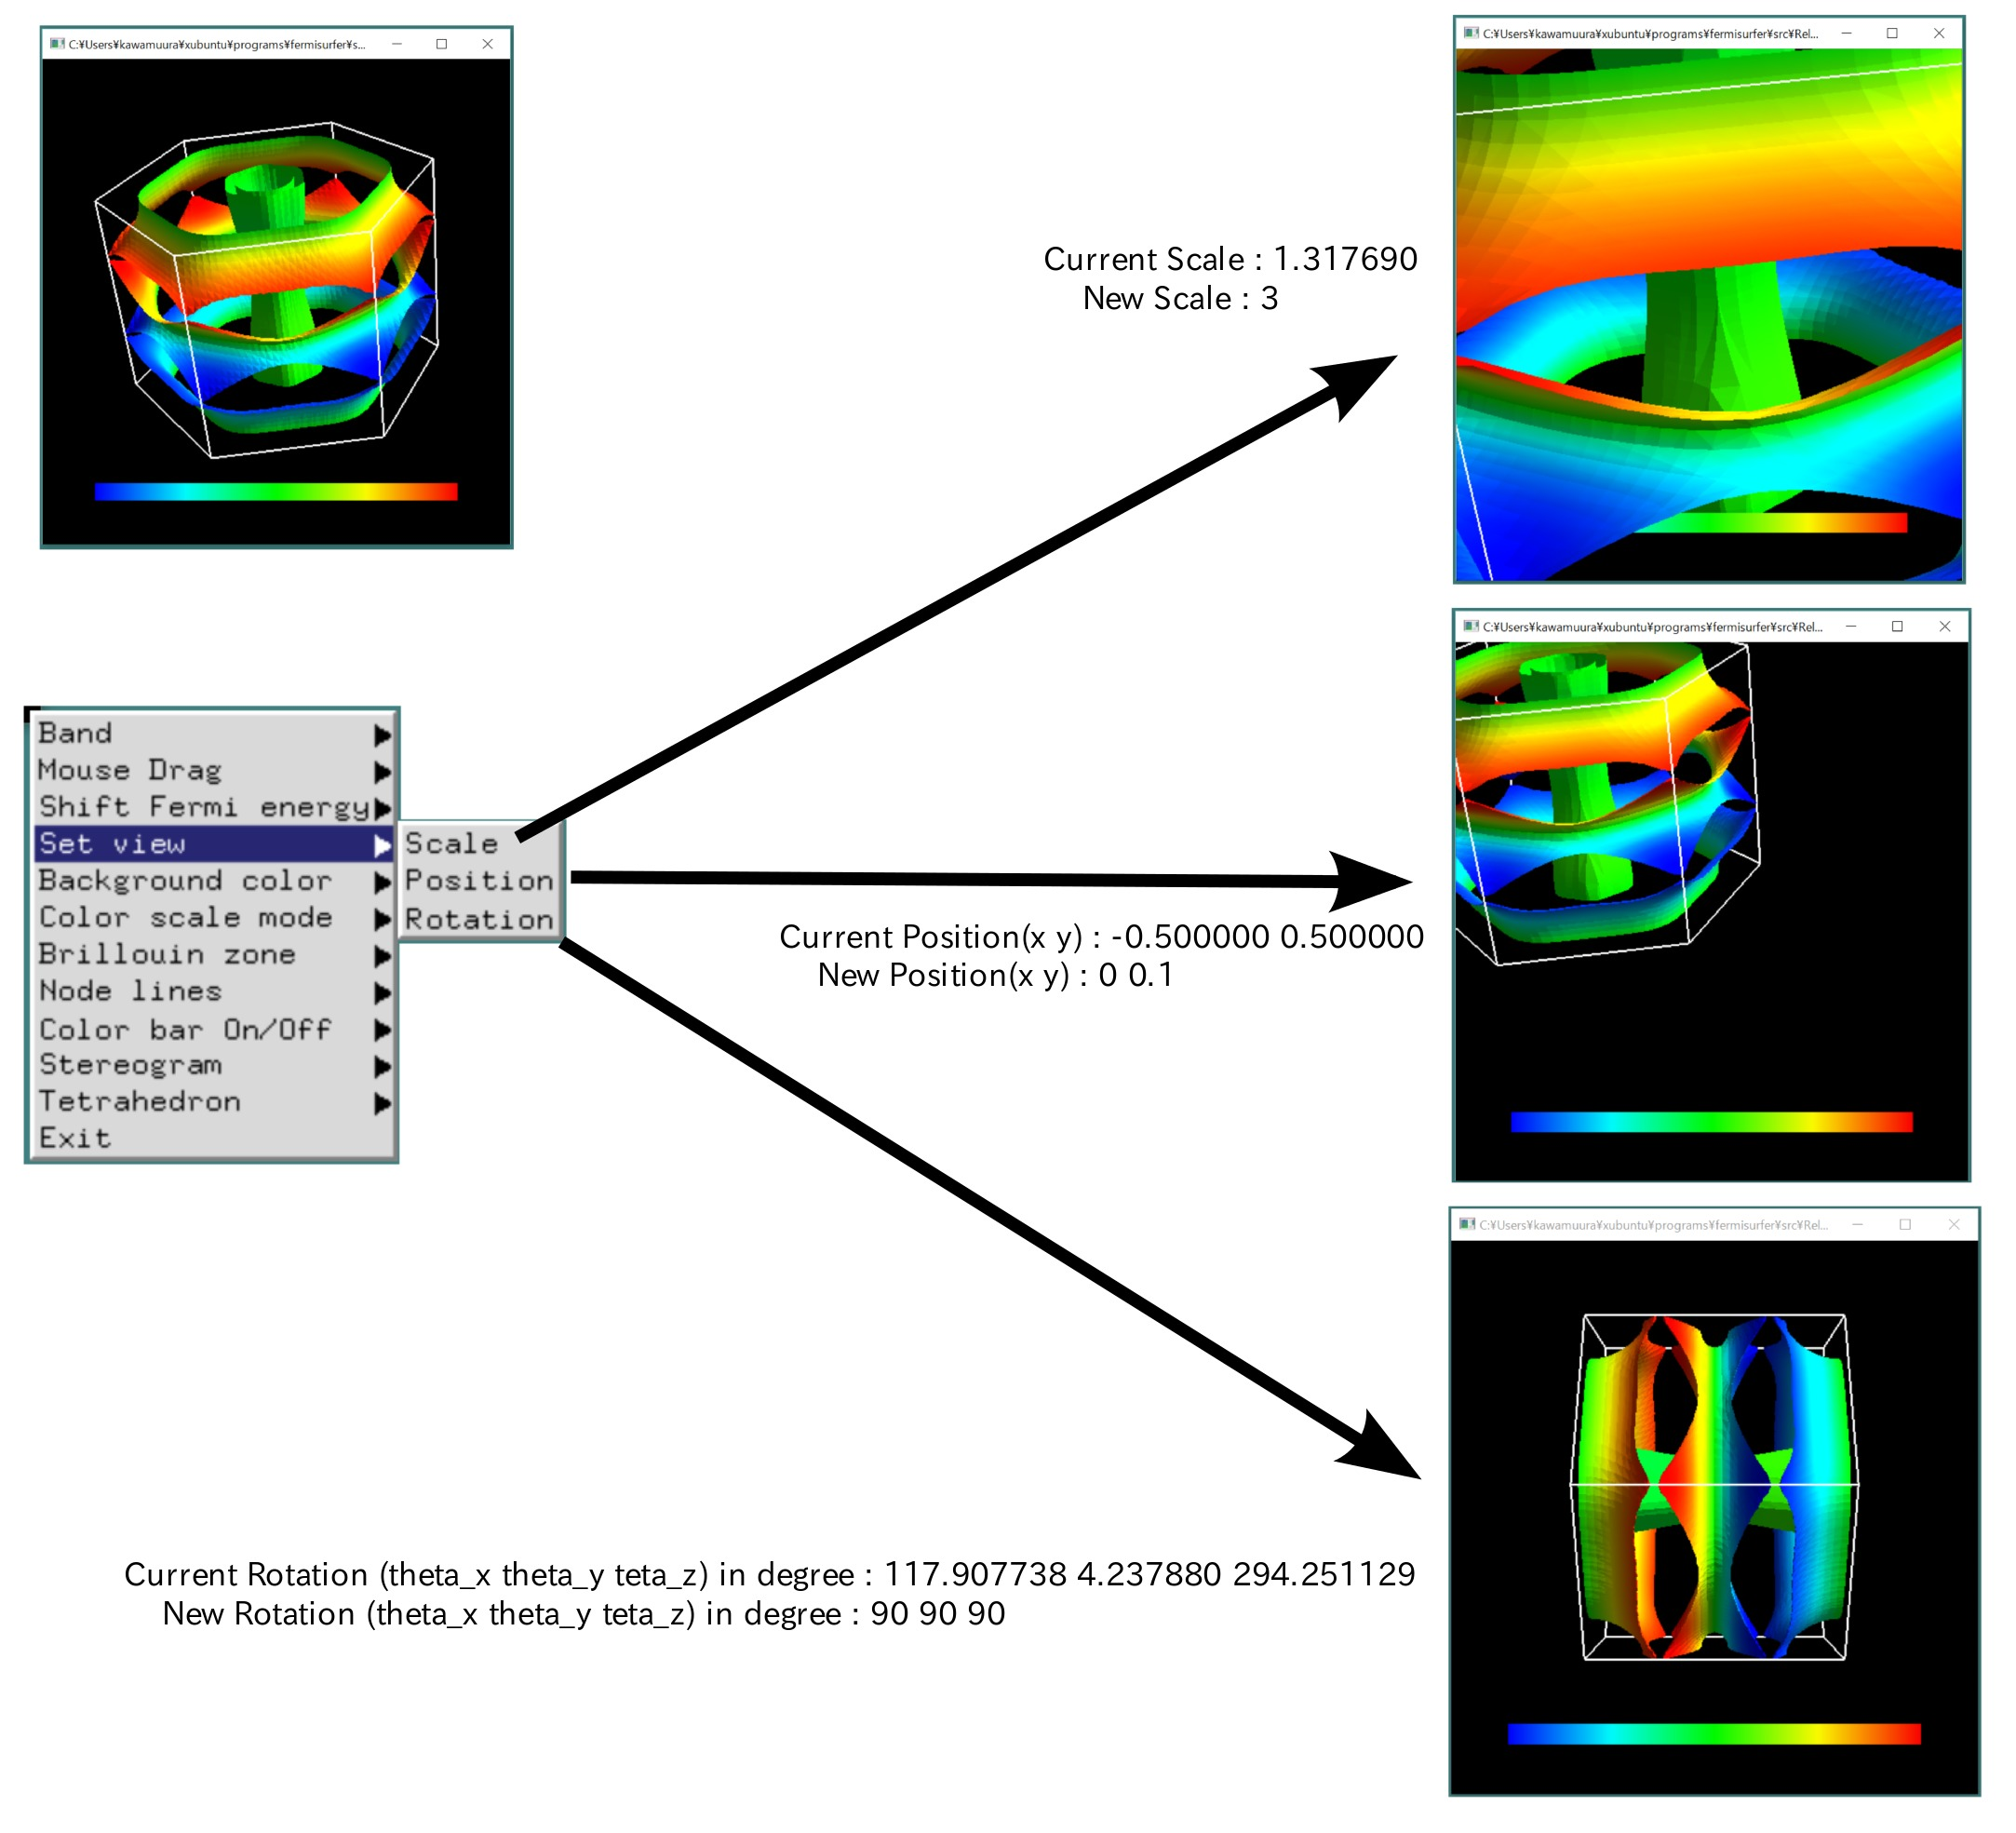 C:¥Users¥kawamuura¥xubuntu¥programs¥fermisurfer¥s...
C:¥Users¥kawamuura¥xubuntu¥programs¥fermisurfer¥src¥Rel...
Current Scale : 1.317690
New Scale : 3
C:¥Users¥kawamuura¥xubuntu¥programs¥fermisurfer¥src¥Rel...
Band
Mouse Drag
Shift Fermi energy
Set view
Background color
Color scale mode
Brillouin zone
Node lines
Color bar On/Off
Stereogram
Tetrahedron
Exit
Scale
Position
Rotation
Current Position(x y) : -0.500000 0.500000
New Position(x y) : 0 0.1
C:¥Users¥kawamuura¥xubuntu¥programs¥fermisurfer¥src¥Rel...
Current Rotation (theta_x theta_y teta_z) in degree : 117.907738 4.237880 294.251129
New Rotation (theta_x theta_y teta_z) in degree : 90 90 90